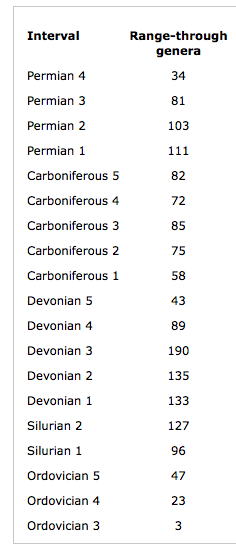 Interval Range-through
genera
Permian 4 34
Permian 3 81
Permian 2 103
Permian 1 111
Carboniferous 5 82
Carboniferous 4 72
Carboniferous 3 85
Carboniferous 2 75
Carboniferous 1 58
Devonian 5 43
Devonian 4 89
Devonian 3 190
Devonian 2 135
Devonian 1 133
Silurian 2 127
Silurian 1 96
Ordovician 5 47
Ordovician 4 23
Ordovician 3 3